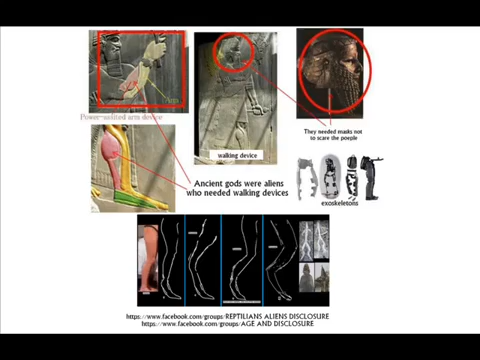 Power-asiited arm device
They needed masks not
to scare the poeple
walking device
Ancient gods were aliens
who needed walking devices
exoskeletons
https://www.facebook.com/groups/REPTILIANS ALIENS DISCLOSURE
https://www.facebook.com/groups/AGE AND DISCLOSURE